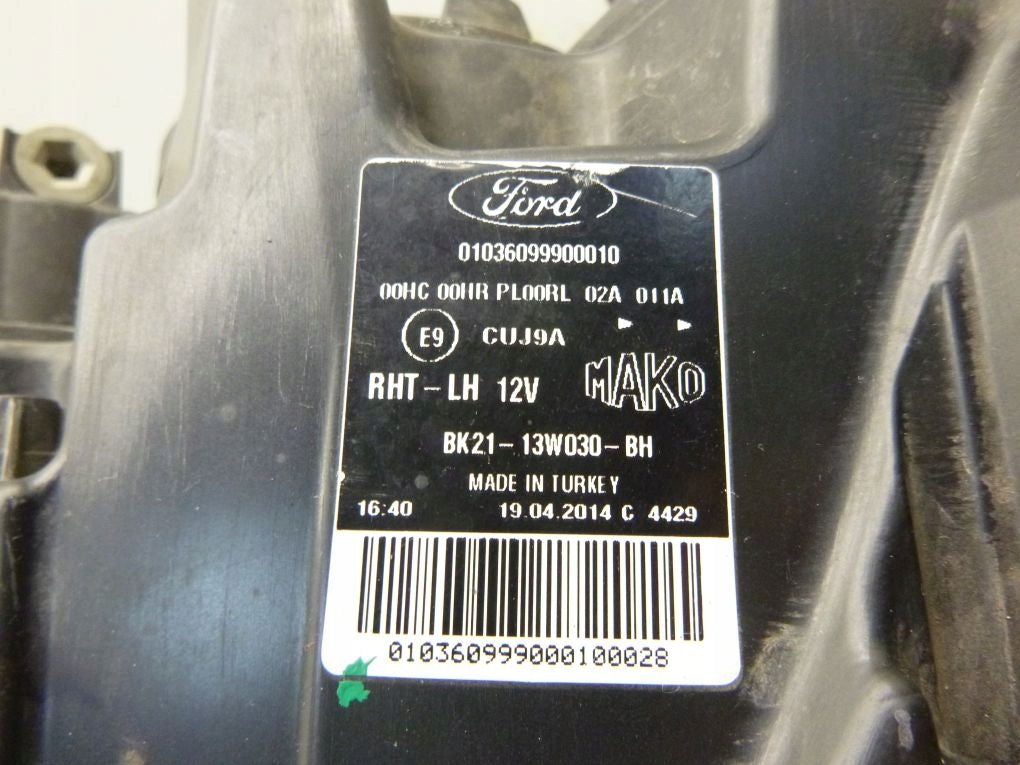 Ford
01036099900010
00HC 00HR PL00RL 02A 011A
E9 CUJ9A
RHT-LH 12V MAKO
BK21-13W030-BH
MADE IN TURKEY
16:40 19.04.2014 C 4429
010360999000100028